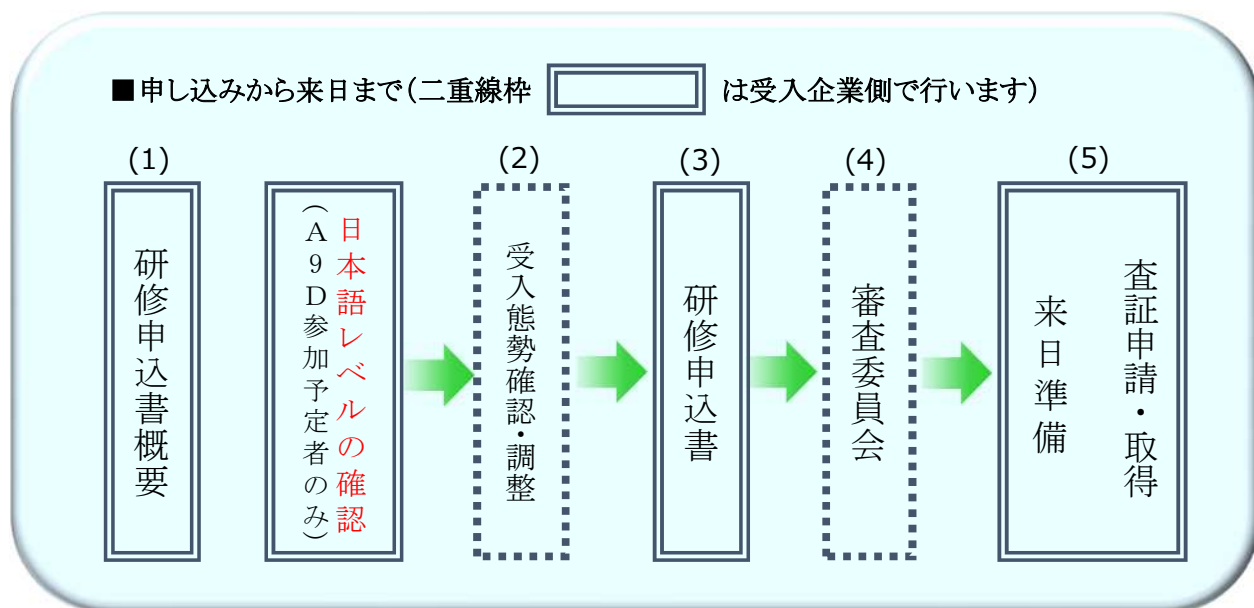 ■申し込みから来日まで(二重線枠 は受入企業側で行います)
(1)
研修申込書概要
日本語レベルの確認
(A9D参加予定者のみ)
(2)
受入態勢確認・調整
(3)
研修申込書
(4)
審査委員会
(5)
査証申請・取得
来日準備